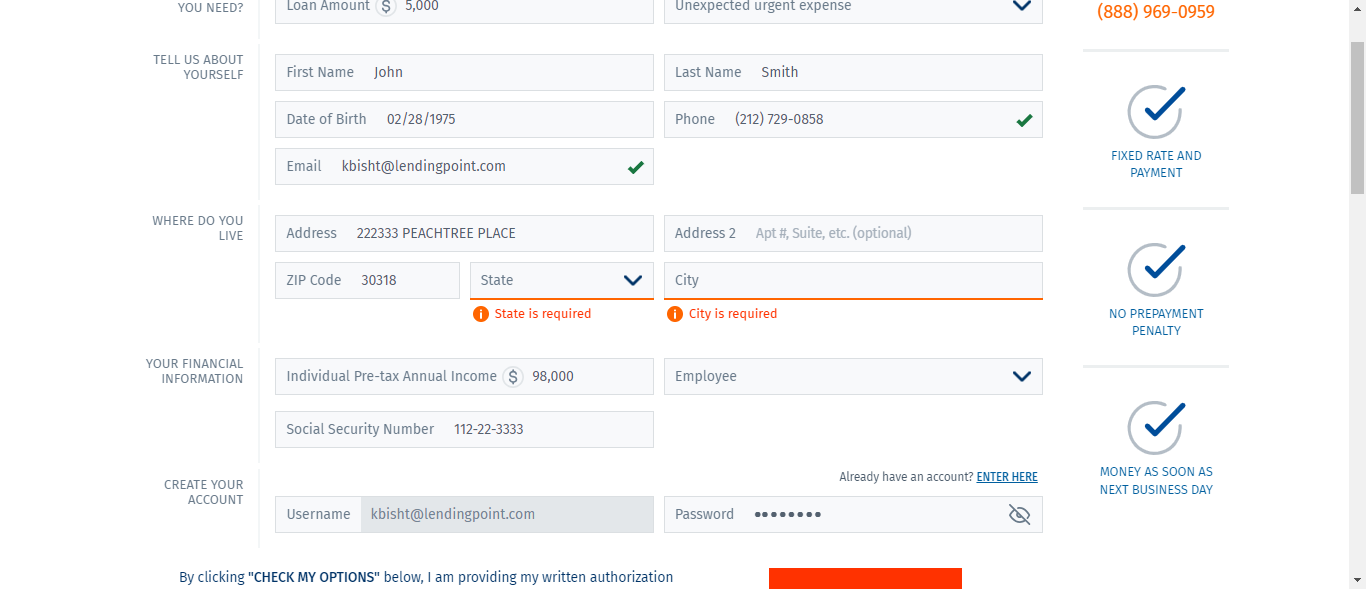 YOU NEED?
Loan Amount $ 5,000
Unexpected urgent expense
(888) 969-0959
TELL US ABOUT
YOURSELF
First Name John
Last Name Smith
Date of Birth 02/28/1975
Phone (212) 729-0858
Email kbisht@lendingpoint.com
FIXED RATE AND
PAYMENT
WHERE DO YOU
LIVE
Address 222333 PEACHTREE PLACE
Address 2 Apt #, Suite, etc. (optional)
ZIP Code 30318
State
City
State is required
City is required
NO PREPAYMENT
PENALTY
YOUR FINANCIAL
INFORMATION
Individual Pre-tax Annual Income $ 98,000
Employee
Social Security Number 112-22-3333
MONEY AS SOON AS
NEXT BUSINESS DAY
Already have an account? ENTER HERE
CREATE YOUR
ACCOUNT
Username kbisht@lendingpoint.com
Password ••••••••
By clicking "CHECK MY OPTIONS" below, I am providing my written authorization